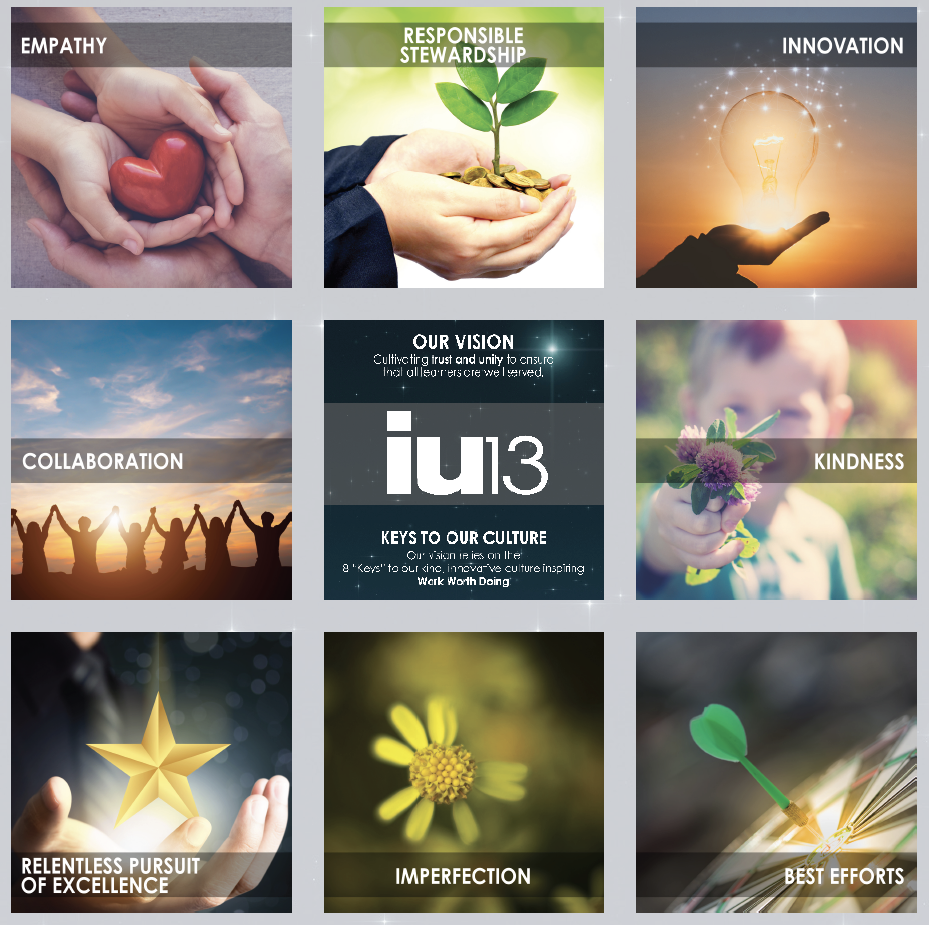 EMPATHY
RESPONSIBLE
STEWARDSHIP
INNOVATION
COLLABORATION
OUR VISION
Cultivating trust and unity to ensure
that all learners are well served.
iu13
KEYS TO OUR CULTURE
Our vision relies on the
8 "Keys" to our kind, innovative culture inspiring
Work Worth Doing
KINDNESS
RELENTLESS PURSUIT
OF EXCELLENCE
IMPERFECTION
BEST EFFORTS